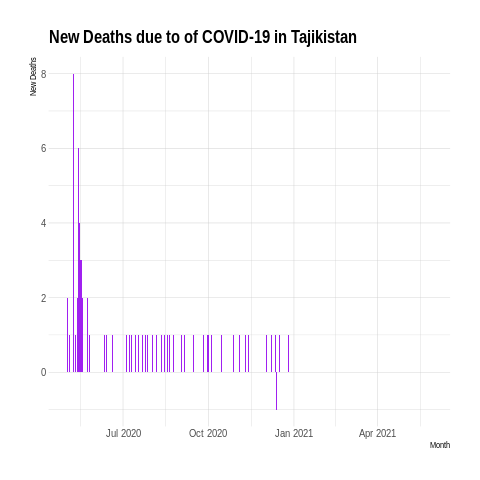 New Deaths due to of COVID-19 in Tajikistan
New Deaths
8
6
4
2
0
Jul 2020 Oct 2020 Jan 2021 Apr 2021
Month